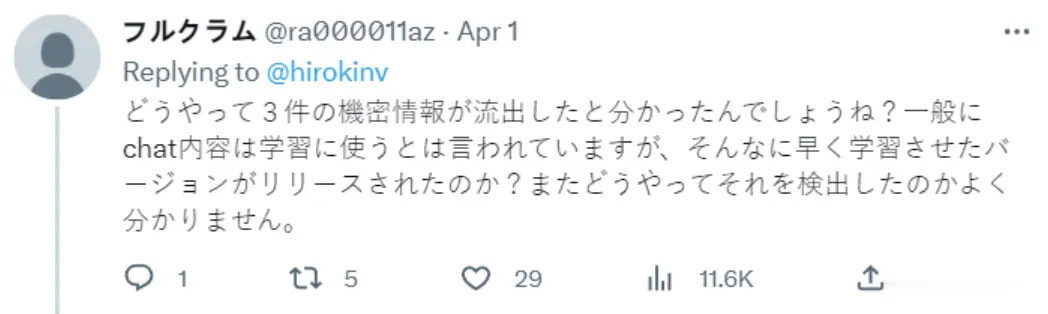 フルクラム @ra000011az · Apr 1
Replying to @hirokinv
どうやって３件の機密情報が流出したと分かったんでしょうね？一般に
chat内容は学習に使うとは言われていますが、そんなに早く学習させたバ
ージョンがリリースされたのか？またどうやってそれを検出したのかよく
分かりません。
1 5 29 11.6K